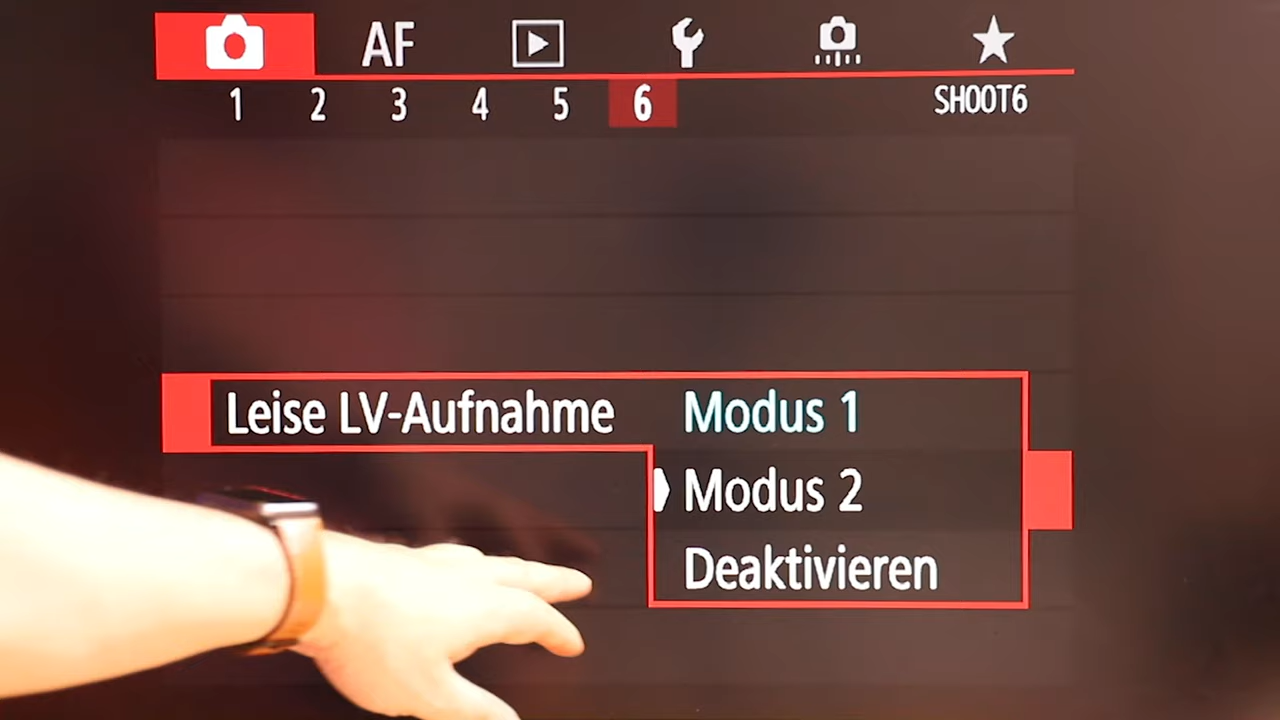 AF
1 2 3 4 5 6 SHOOT6
Leise LV-Aufnahme Modus 1
Modus 2
Deaktivieren